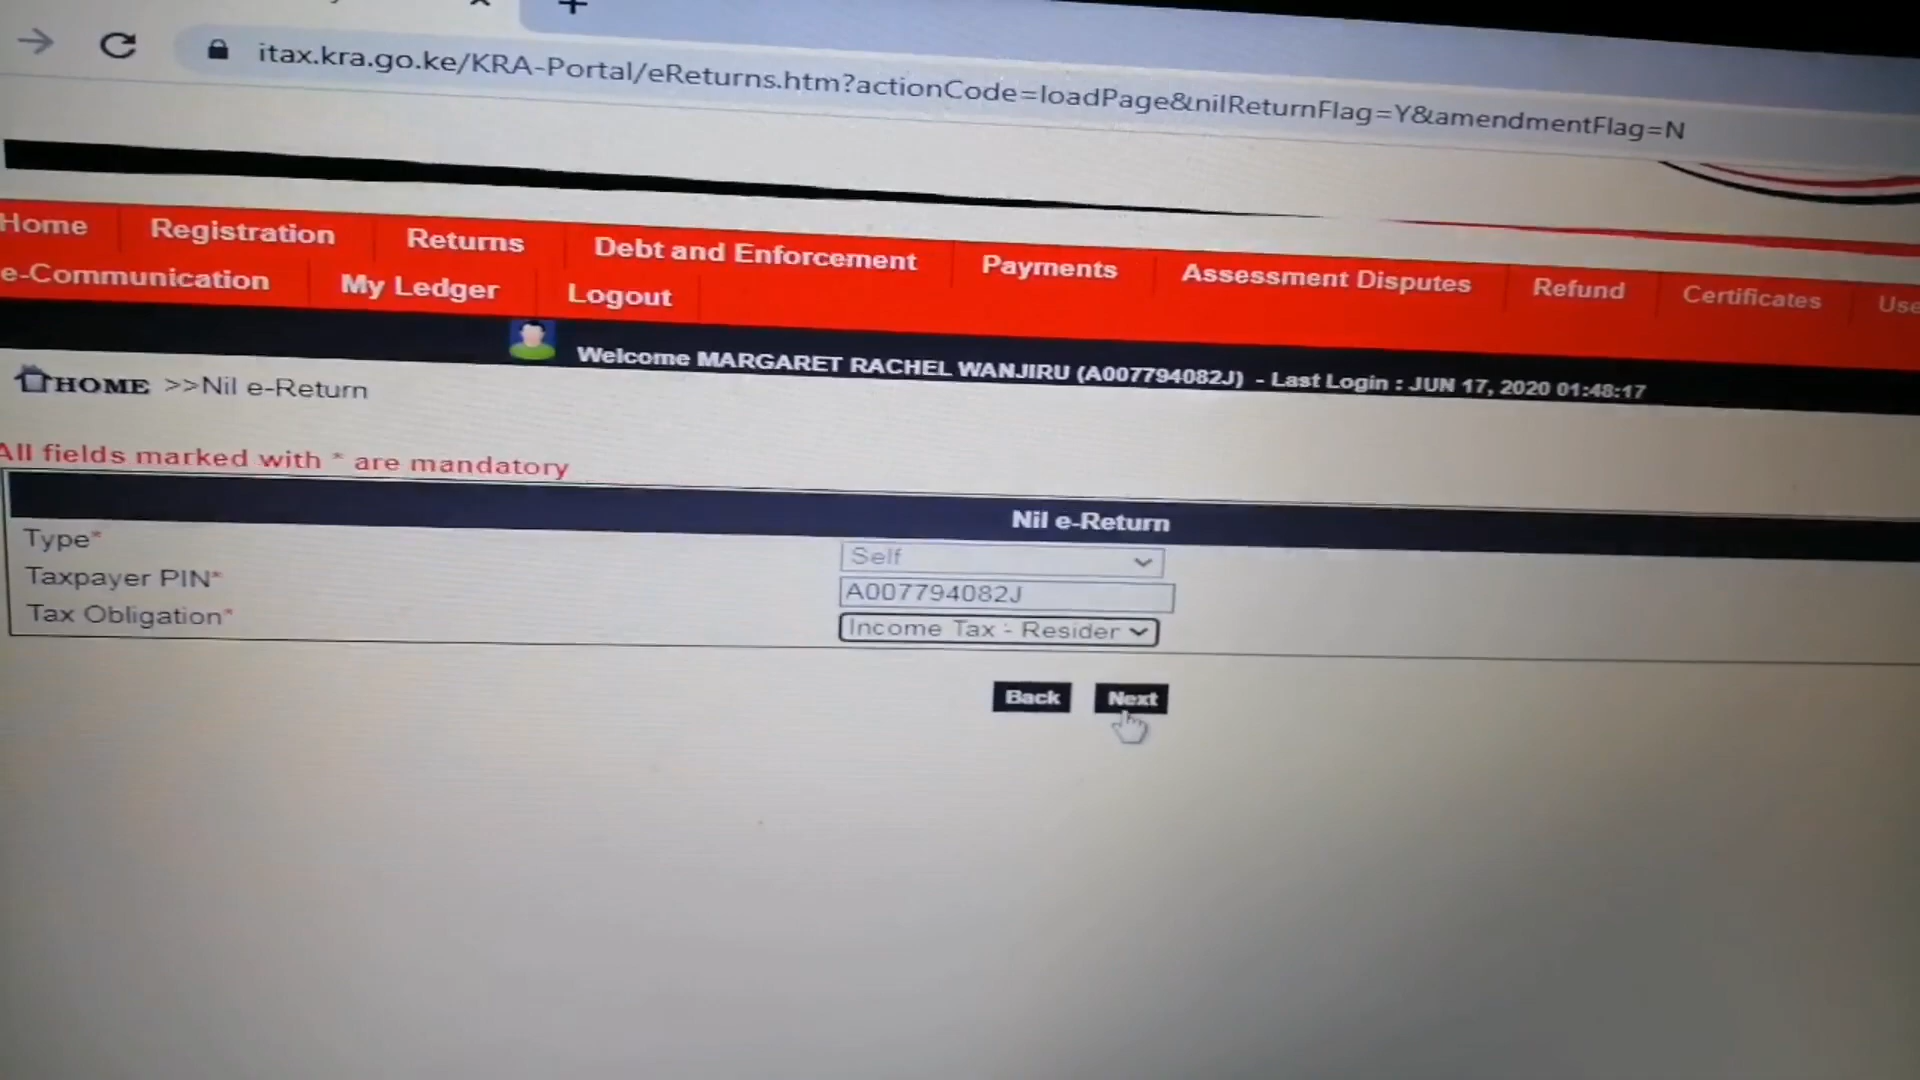 itax.kra.go.ke/KRA-Portal/eReturns.htm?actionCode=loadPage&nilReturnFlag=Y&amendmentFlag=N
Home Registration Returns Debt and Enforcement Payments Assessment Disputes Refund Certificates Use
e-Communication My Ledger Logout
Welcome MARGARET RACHEL WANJIRU (A007794082J) - Last Login : JUN 17, 2020 01:48:17
HOME >>Nil e-Return
All fields marked with * are mandatory
Nil e-Return
Type* Self
Taxpayer PIN* A007794082J
Tax Obligation* Income Tax - Resider
Back Next